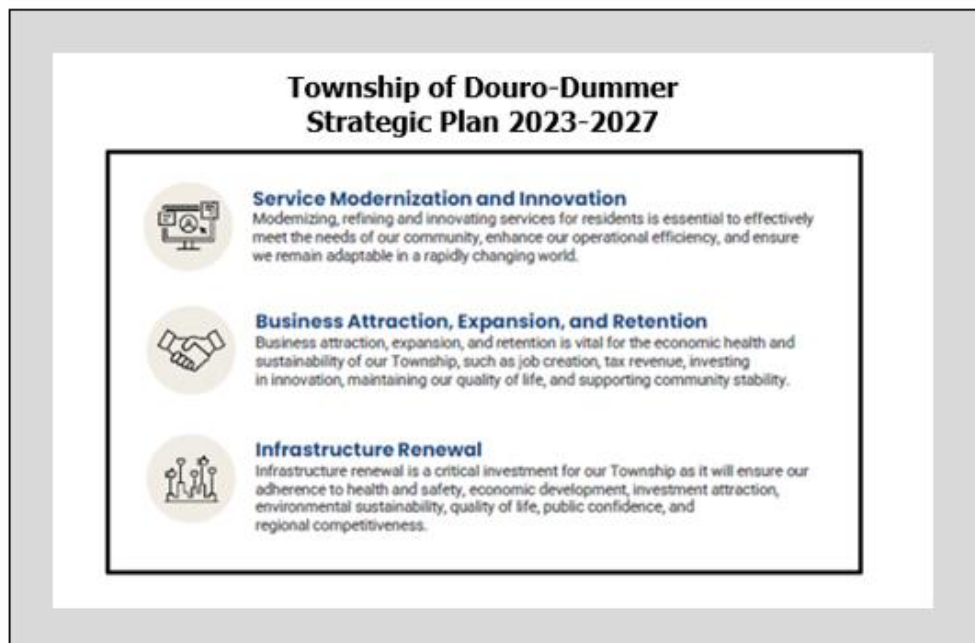 Township of Douro-Dummer
Strategic Plan 2023-2027
Service Modernization and Innovation
Modernizing, refining and innovating services for residents is essential to effectively
meet the needs of our community, enhance our operational efficiency, and ensure
we remain adaptable in a rapidly changing world.
Business Attraction, Expansion, and Retention
Business attraction, expansion, and retention is vital for the economic health and
sustainability of our Township, such as job creation, tax revenue, investing
in innovation, maintaining our quality of life, and supporting community stability.
Infrastructure Renewal
Infrastructure renewal is a critical investment for our Township as it will ensure our
adherence to health and safety, economic development, investment attraction,
environmental sustainability, quality of life, public confidence, and
regional competitiveness.